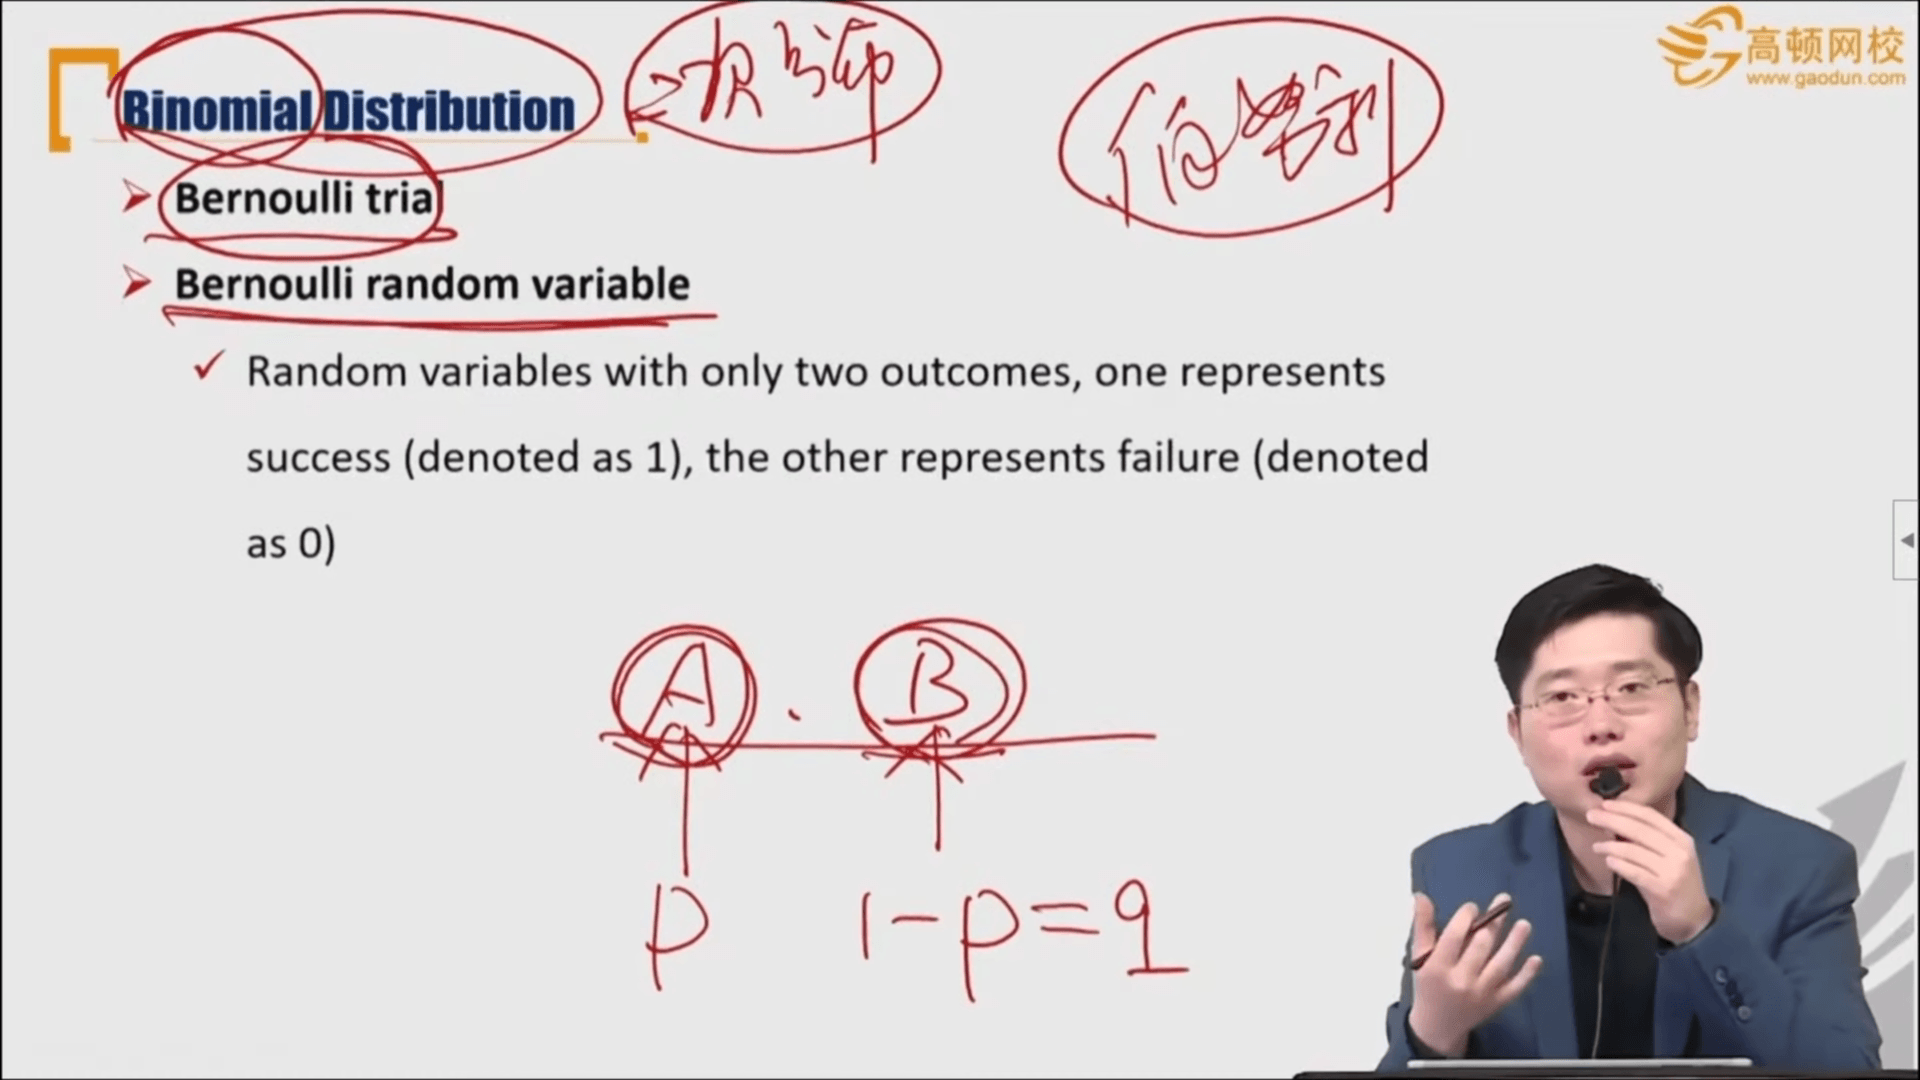 高顿网校
www.gaodun.com
Binomial Distribution
二次分布
伯努利
Bernoulli trial
Bernoulli random variable
Random variables with only two outcomes, one represents
success (denoted as 1), the other represents failure (denoted
as 0)
A . B
p 1-p=q